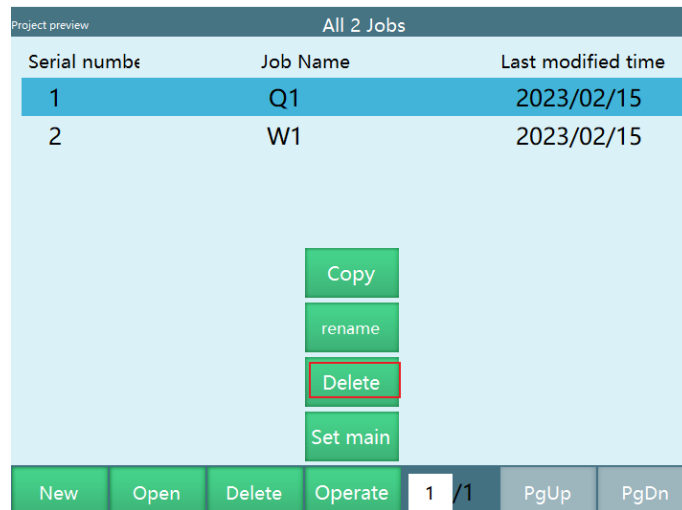 Project preview All 2 Jobs
Serial numbe Job Name Last modified time
1 Q1 2023/02/15
2 W1 2023/02/15
Copy
rename
Delete
Set main
New Open Delete Operate 1 /1 PgUp PgDn